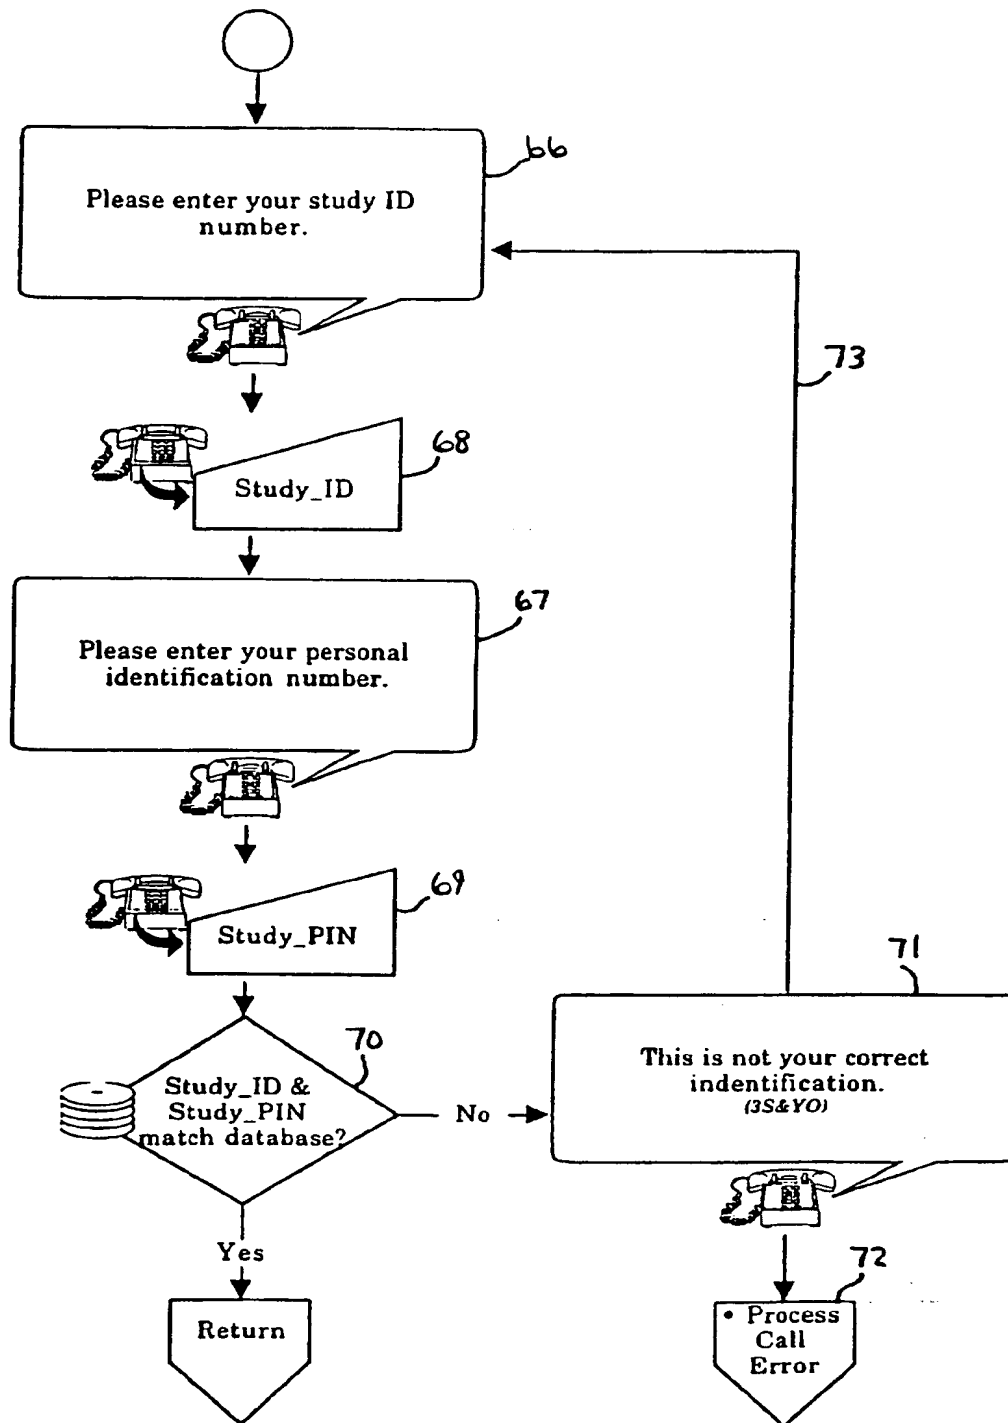 66
Please enter your study ID
number.
73
68
Study_ID
67
Please enter your personal
identification number.
69
Study_PIN
71
70
Study_ID &
Study_PIN
match database?
No
This is not your correct
indentification.
(3S&YO)
Yes
72
Return
• Process
Call
Error